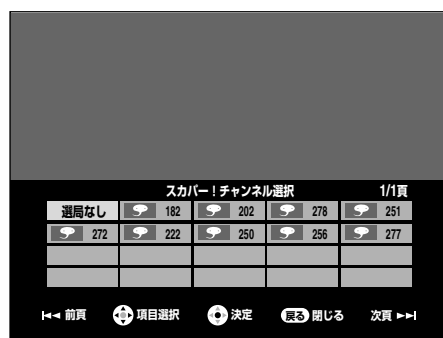 スカパー！チャンネル選択 1/1頁
選局なし 182 202 278 251
272 222 250 256 277
前頁 項目選択 決定 戻る 閉じる 次頁